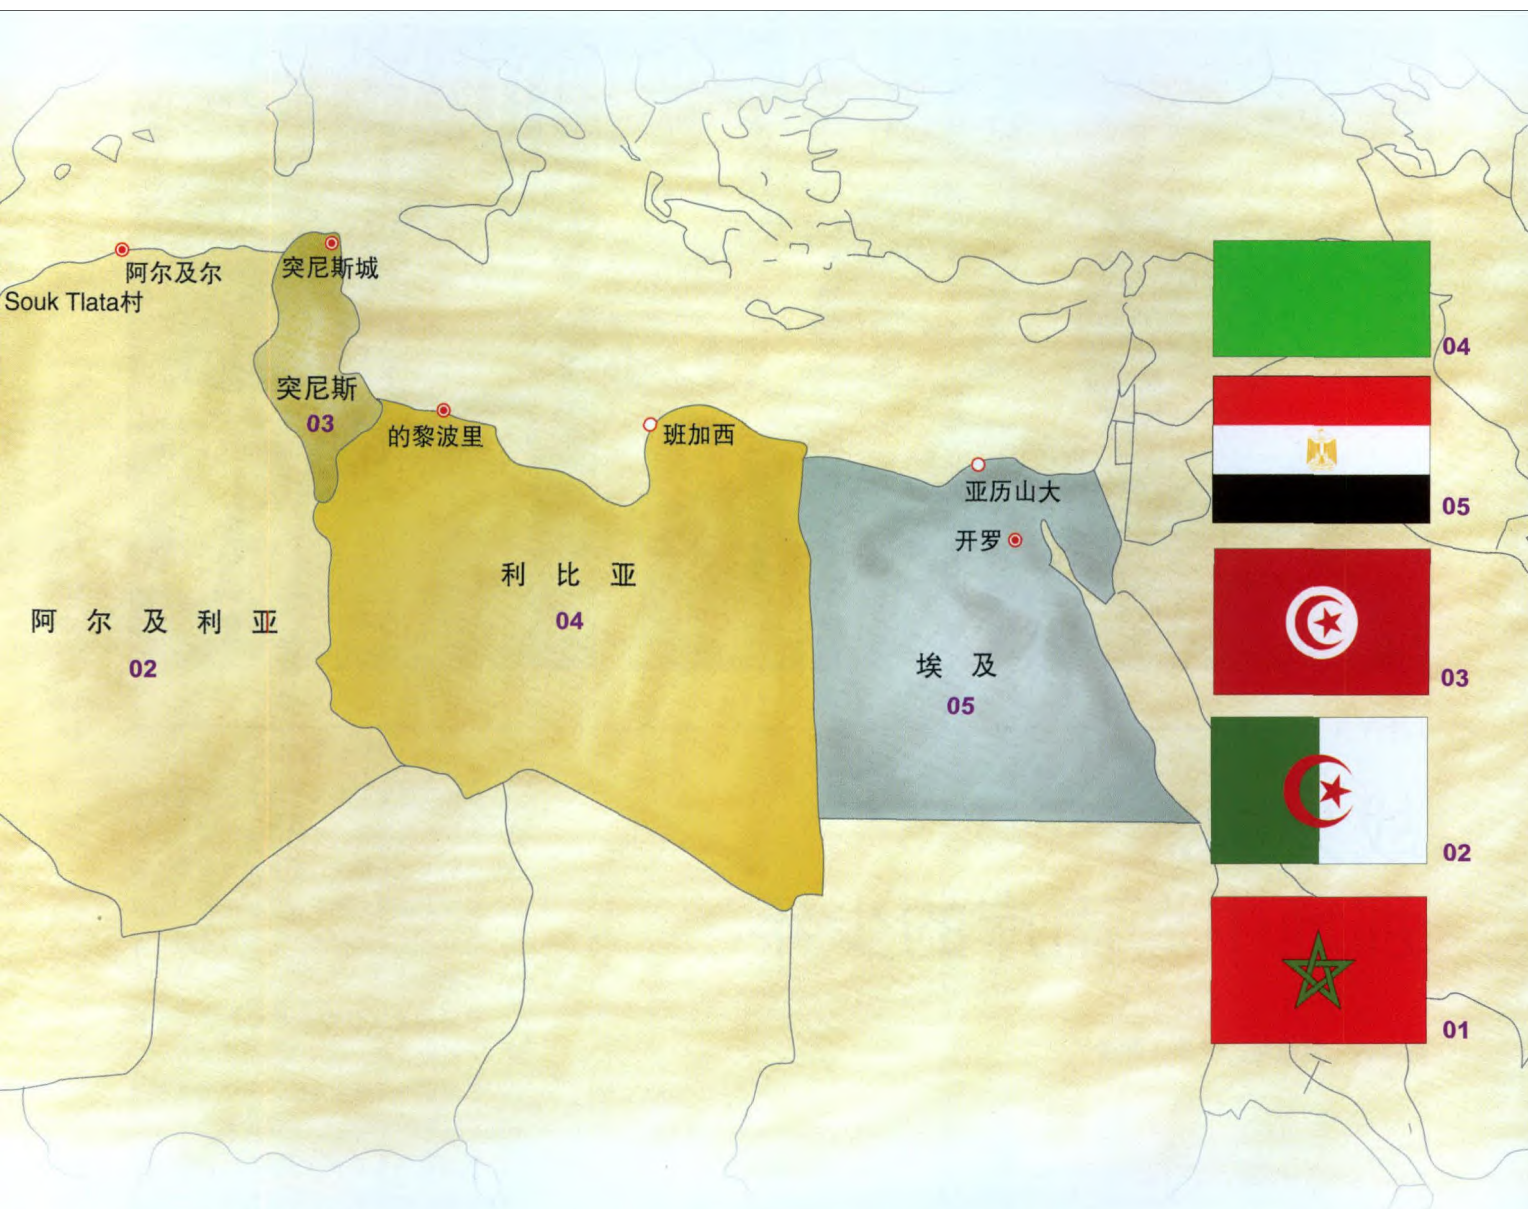 阿尔及尔
突尼斯城
Souk Tlata村
04
突尼斯
03
的黎波里
班加西
亚历山大
05
开罗
利比亚
04
阿尔及利亚
02
埃及
05
03
02
01